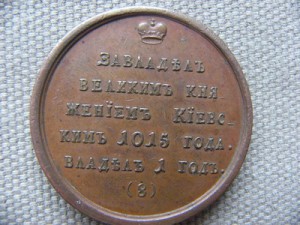 ЗАВЛАДѢЛЪ
ВЕЛИКИМЪ КНЯ
ЖЕНІЕМЪ КІЕВС-
КИМЪ 1015 ГОДА.
ВЛАДѢЛЪ 1 ГОДЪ.
(8)